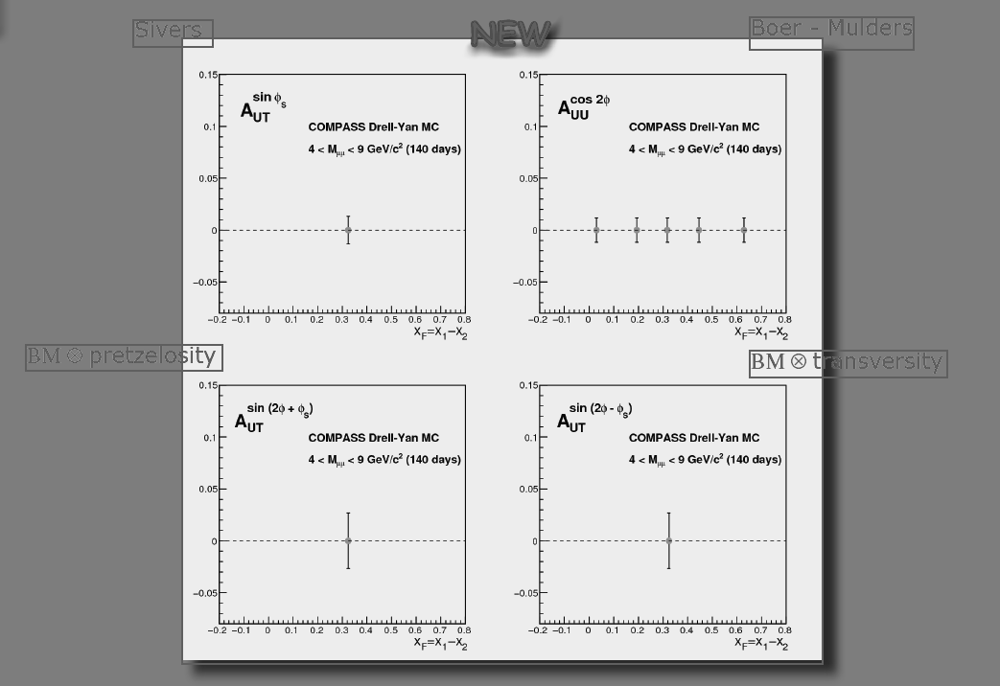 Sivers
NEW
Boer - Mulders
A_UT^sin ϕ_s
COMPASS Drell-Yan MC
4 < M_μμ < 9 GeV/c² (140 days)
0.15
0.1
0.05
0
−0.05
−0.2 −0.1 0 0.1 0.2 0.3 0.4 0.5 0.6 0.7 0.8
x_F=x_1−x_2
A_UU^cos 2ϕ
COMPASS Drell-Yan MC
4 < M_μμ < 9 GeV/c² (140 days)
0.15
0.1
0.05
0
−0.05
−0.2 −0.1 0 0.1 0.2 0.3 0.4 0.5 0.6 0.7 0.8
x_F=x_1−x_2
BM ⊗ pretzelosity
BM ⊗ transversity
A_UT^sin (2ϕ + ϕ_s)
COMPASS Drell-Yan MC
4 < M_μμ < 9 GeV/c² (140 days)
0.15
0.1
0.05
0
−0.05
−0.2 −0.1 0 0.1 0.2 0.3 0.4 0.5 0.6 0.7 0.8
x_F=x_1−x_2
A_UT^sin (2ϕ - ϕ_s)
COMPASS Drell-Yan MC
4 < M_μμ < 9 GeV/c² (140 days)
0.15
0.1
0.05
0
−0.05
−0.2 −0.1 0 0.1 0.2 0.3 0.4 0.5 0.6 0.7 0.8
x_F=x_1−x_2